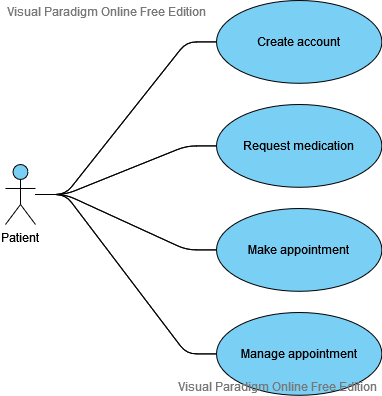 Visual Paradigm Online Free Edition
Create account
Request medication
Patient
Make appointment
Manage appointment
Visual Paradigm Online Free Edition